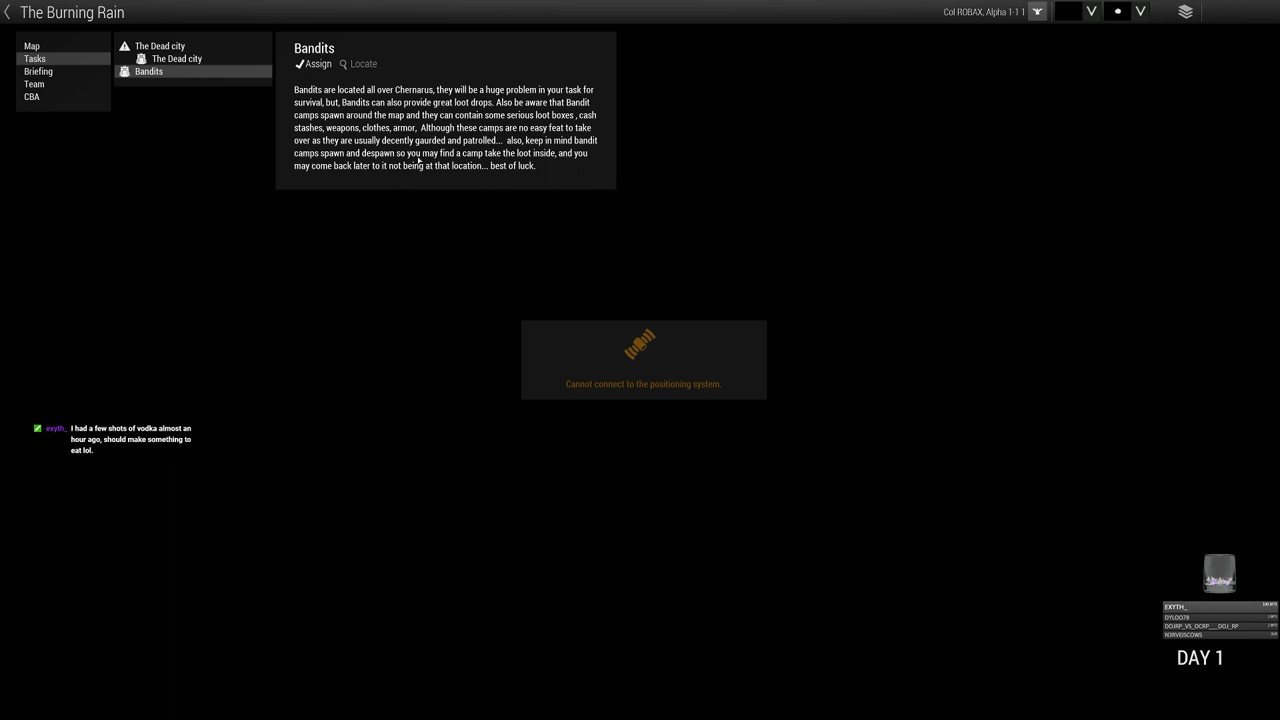 The Burning Rain
Col ROBAX, Alpha 1-1 1
Map
Tasks
Briefing
Team
CBA
The Dead city
The Dead city
Bandits
Bandits
Assign Locate
Bandits are located all over Chernarus, they will be a huge problem in your task for
survival, but, Bandits can also provide great loot drops. Also be aware that Bandit
camps spawn around the map and they can contain some serious loot boxes , cash
stashes, weapons, clothes, armor, Although these camps are no easy feat to take
over as they are usually decently gaurded and patrolled... also, keep in mind bandit
camps spawn and despawn so you may find a camp take the loot inside, and you
may come back later to it not being at that location... best of luck.
Cannot connect to the positioning system.
exyth_ I had a few shots of vodka almost an
hour ago, should make something to
eat lol.
EXYTH_
DYLOO78
DOJRP_VS_OCRP___DOJ_RP
N3RVEISCOWS
DAY 1